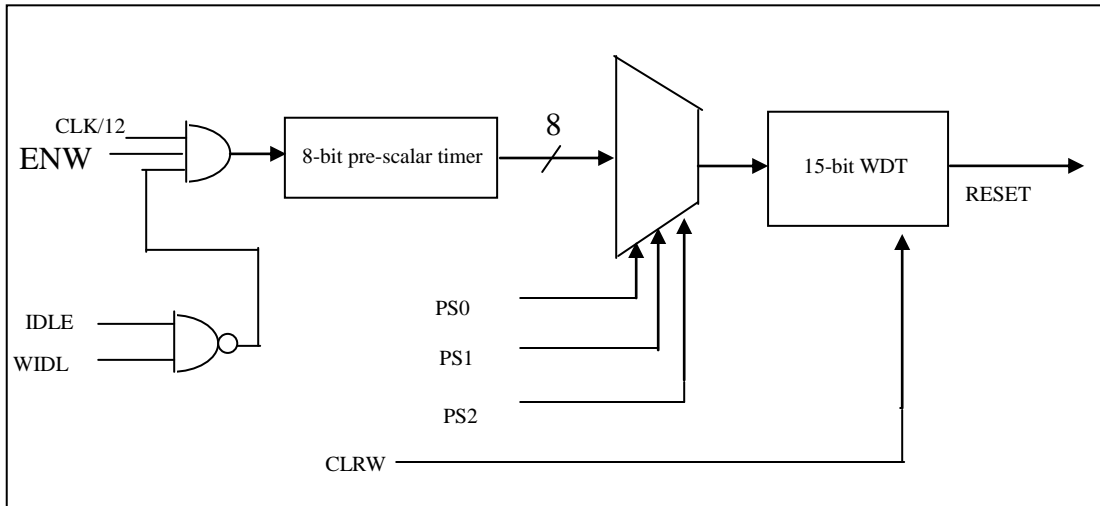 CLK/12
ENW
8-bit pre-scalar timer
8
15-bit WDT
RESET
IDLE
WIDL
PS0
PS1
PS2
CLRW